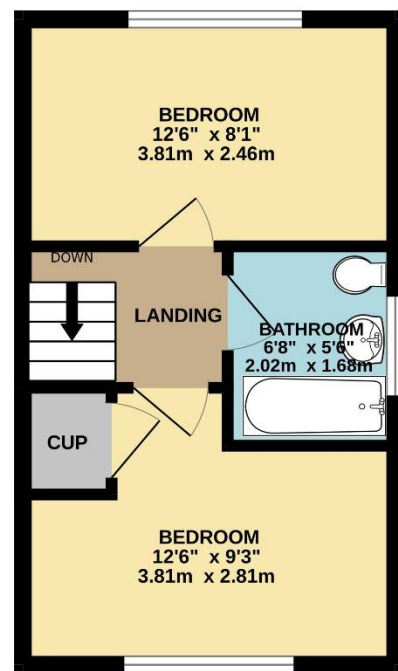 BEDROOM
12'6" x 8'1"
3.81m x 2.46m
DOWN
LANDING
BATHROOM
6'8" x 5'6"
2.02m x 1.68m
CUP
BEDROOM
12'6" x 9'3"
3.81m x 2.81m